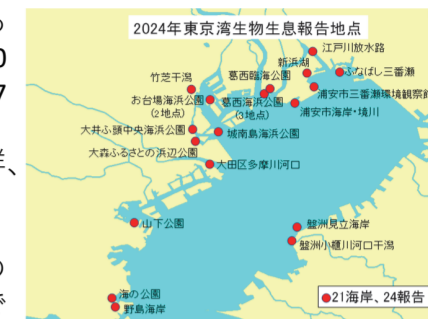 2024年東京湾生物生息報告地点
江戸川放水路
新浜湖
ふなばし三番瀬
葛西臨海公園
竹芝干潟
お台場海浜公園
(2地点)
葛西海浜公園
(3地点)
浦安市三番瀬環境観察館
浦安市海岸・境川
大井ふ頭中央海浜公園
城南島海浜公園
大森ふるさとの浜辺公園
大田区多摩川河口
山下公園
盤洲見立海岸
盤洲小櫃川河口干潟
海の公園
野島海岸
●21海岸、24報告
0
7
、
の
で